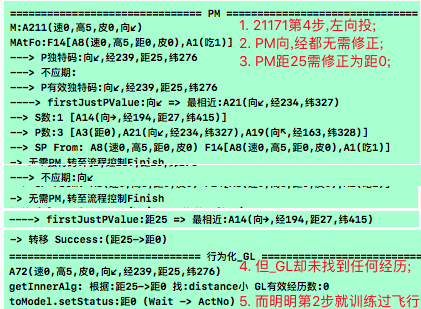 ============================== PM ==============================
M:A211(速0,高5,皮0,向↙)
1. 21171第4步,左向投;
MAtFo:F14[A8(速0,高5,距0,皮0),A1(吃1)]
2. PM向,经都无需修正;
---> P独特码:向↙,经239,距25,纬276
3. PM距25需修正为距0;
---> 不应期:
---> P有效独特码:向↙,经239,距25,纬276
----> firstJustPValue:向↙ => 最相近:A21(向↙,经234,纬327)
--> S数:1 [A14(向→,经194,距27,纬415)]
--> P数:3 [A3(距0),A21(向↙,经234,纬327),A19(向↖,经163,纬328)]
--> SP From: A8(速0,高5,距0,皮0) F14[A8(速0,高5,距0,皮0),A1(吃1)]
-> 无需PM,转至流程控制Finish
---> 不应期:向↙
-> 无需PM,转至流程控制Finish
----> firstJustPValue:距25 => 最相近:A14(向→,经194,距27,纬415)
-> 转移 Success:(距25->距0)
============================== 行为化_GL ==============================
A72(速0,高5,皮0,向↙,经239,距25,纬276)
4. 但_GL却未找到任何经历;
getInnerAlg: 根据:距25->距0 找:distance小 GL有效经历数:0
toModel.setStatus:距0 (Wait -> ActNo)
5. 而明明第2步就训练过飞行